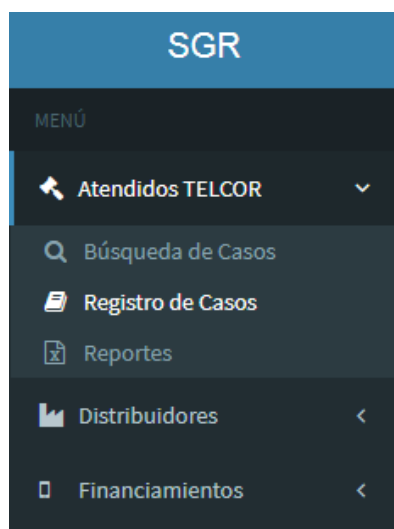 SGR
MENÚ
Atendidos TELCOR
Búsqueda de Casos
Registro de Casos
Reportes
Distribuidores
Financiamientos